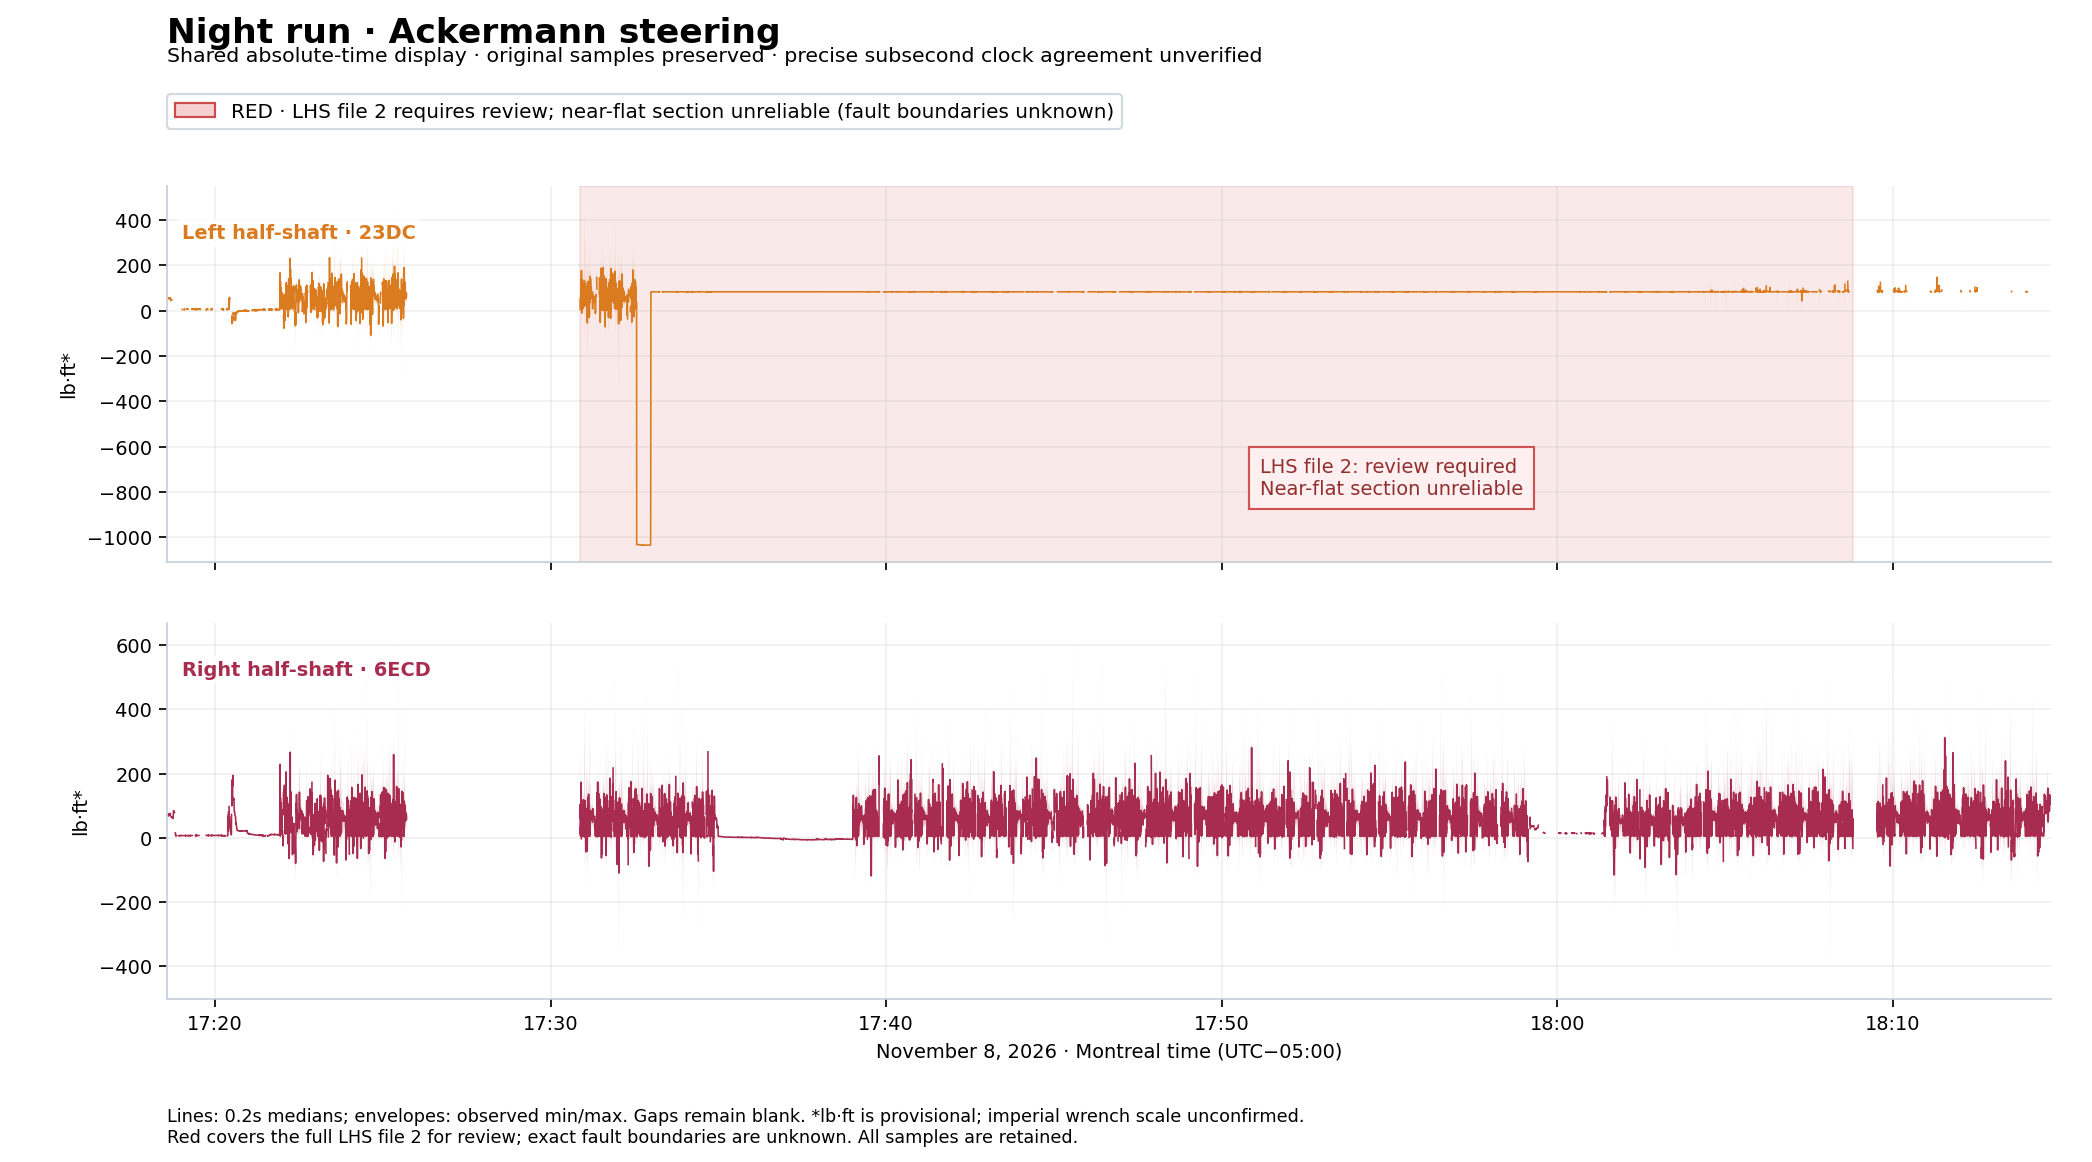 Night run · Ackermann steering
Shared absolute-time display · original samples preserved · precise subsecond clock agreement unverified
RED · LHS file 2 requires review; near-flat section unreliable (fault boundaries unknown)
Left half-shaft · 23DC
400
200
0
−200
−400
−600
−800
−1000
lb·ft*
LHS file 2: review required
Near-flat section unreliable
Right half-shaft · 6ECD
600
400
200
0
−200
−400
lb·ft*
17:20 17:30 17:40 17:50 18:00 18:10
November 8, 2026 · Montreal time (UTC−05:00)
Lines: 0.2s medians; envelopes: observed min/max. Gaps remain blank. *lb·ft is provisional; imperial wrench scale unconfirmed.
Red covers the full LHS file 2 for review; exact fault boundaries are unknown. All samples are retained.